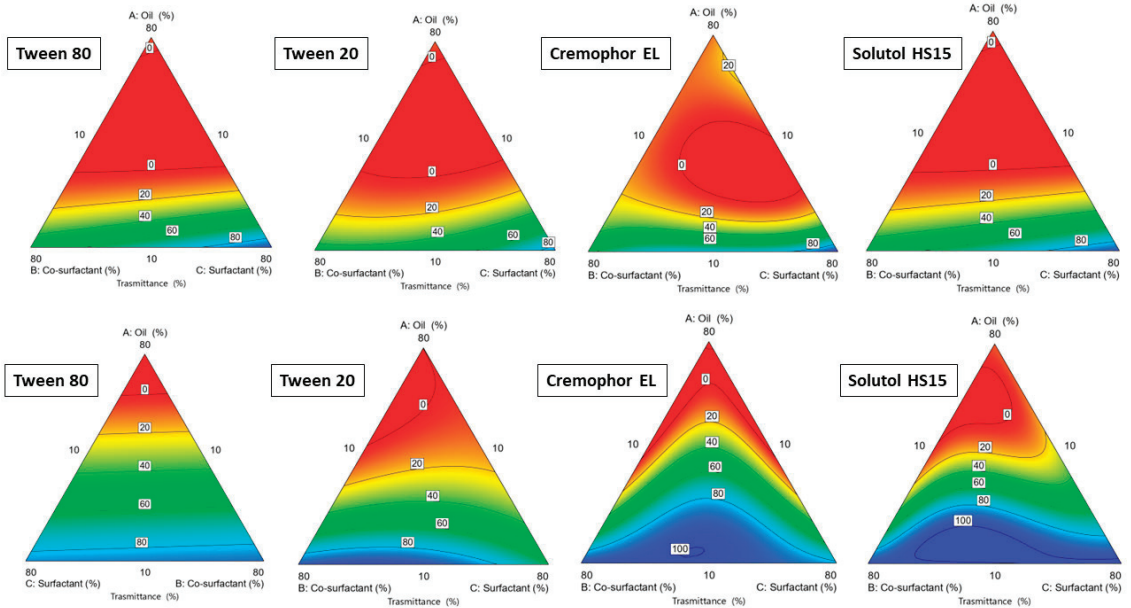 A: Oil (%)
80
Tween 80
0
10
10
0
20
40
60
80
80
10
80
B: Co-surfactant (%)
C: Surfactant (%)
Trasmittance (%)
A: Oil (%)
80
Tween 20
0
10
10
0
20
40
60
80
80
10
80
B: Co-surfactant (%)
C: Surfactant (%)
Trasmittance (%)
A: Oil (%)
80
Cremophor EL
20
10
10
0
20
40
60
80
80
10
80
B: Co-surfactant (%)
C: Surfactant (%)
Trasmittance (%)
A: Oil (%)
80
Solutol HS15
0
10
10
0
20
40
60
80
80
10
80
B: Co-surfactant (%)
C: Surfactant (%)
Trasmittance (%)
A: Oil (%)
80
Tween 80
0
20
10
10
40
60
80
80
10
80
C: Surfactant (%)
B: Co-surfactant (%)
Trasmittance (%)
A: Oil (%)
80
Tween 20
0
10
10
20
40
60
80
80
10
80
B: Co-surfactant (%)
C: Surfactant (%)
Trasmittance (%)
A: Oil (%)
80
Cremophor EL
0
20
10
10
40
60
80
100
80
10
80
B: Co-surfactant (%)
C: Surfactant (%)
Trasmittance (%)
A: Oil (%)
80
Solutol HS15
0
10
10
20
40
60
80
100
80
10
80
B: Co-surfactant (%)
C: Surfactant (%)
Trasmittance (%)